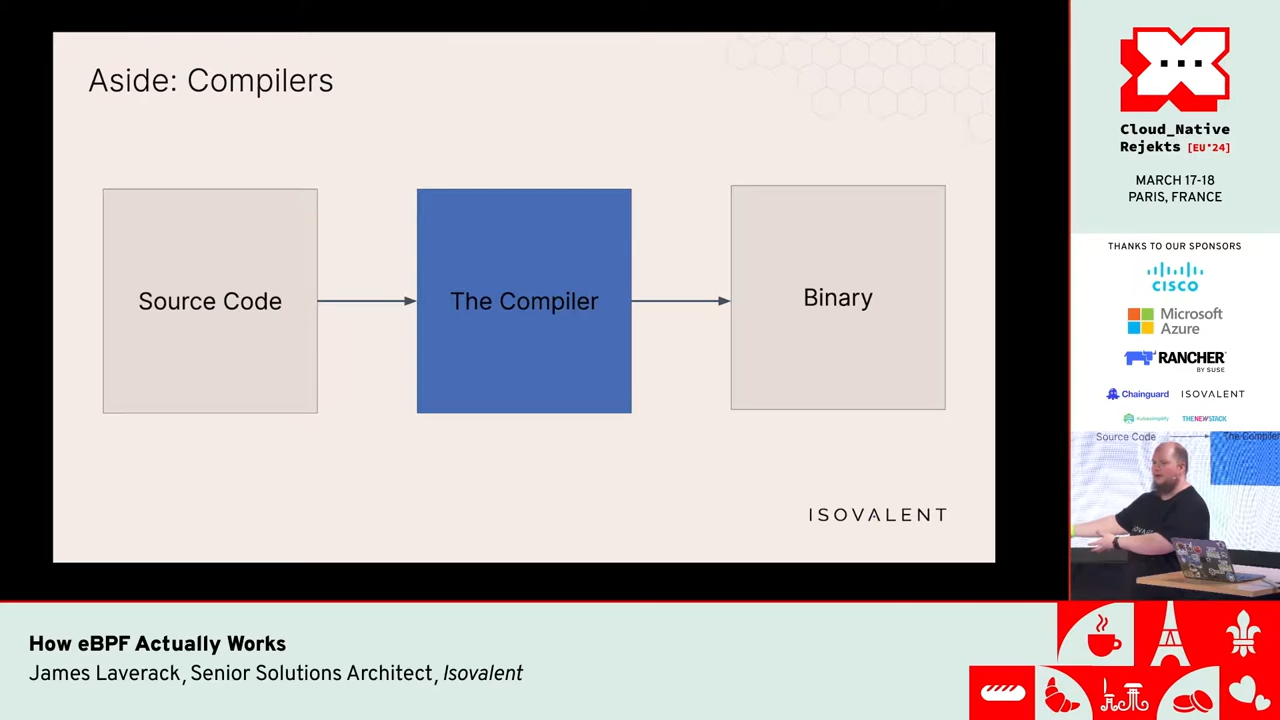 Aside: Compilers
Source Code
The Compiler
Binary
ISOVALENT
Cloud_Native
Rejekts [EU'24]
MARCH 17-18
PARIS, FRANCE
THANKS TO OUR SPONSORS
CISCO
Microsoft
Azure
RANCHER
BY SUSE
Chainguard
ISOVALENT
Kubesimplify
THENEWSTACK
Source Code
The Compiler
How eBPF Actually Works
James Laverack, Senior Solutions Architect, Isovalent